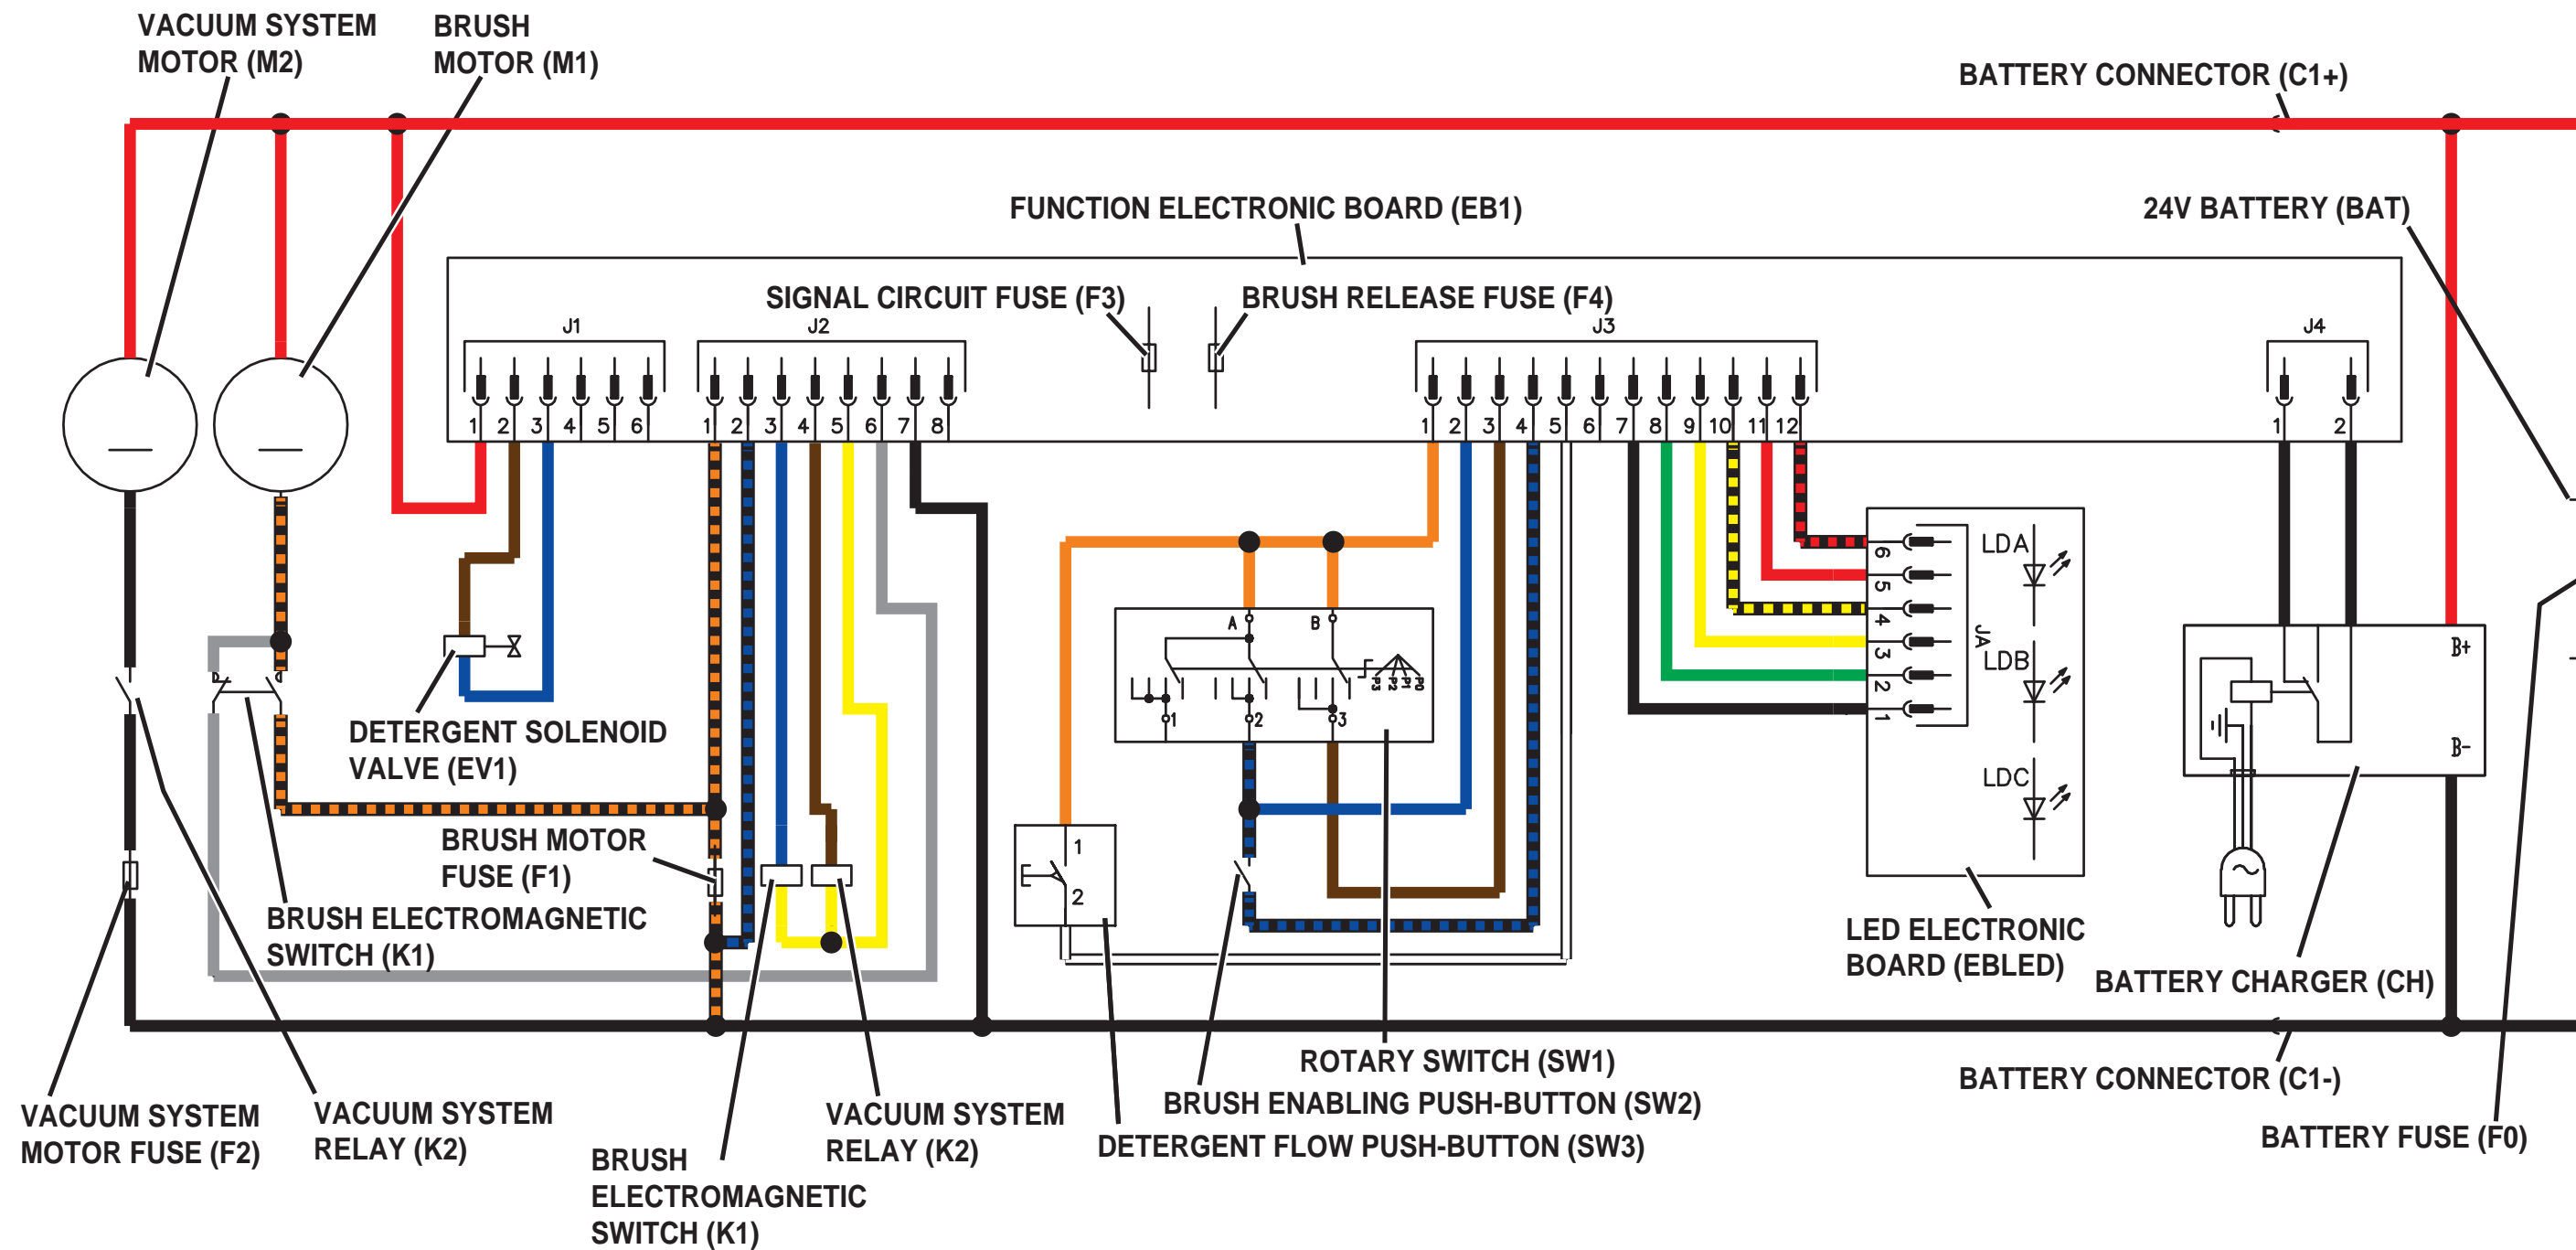 VACUUM SYSTEM
MOTOR (M2)
BRUSH
MOTOR (M1)
BATTERY CONNECTOR (C1+)
FUNCTION ELECTRONIC BOARD (EB1)
24V BATTERY (BAT)
SIGNAL CIRCUIT FUSE (F3)
BRUSH RELEASE FUSE (F4)
J1
J2
J3
J4
1 2 3 4 5 6
1 2 3 4 5 6 7 8
1 2 3 4 5 6 7 8 9 10 11 12
1 2
DETERGENT SOLENOID
VALVE (EV1)
A B
P3 P2 P1 P0
1 2 3
6
5
4
3
2
1
JA
LDA
LDB
LDC
B+
B-
BRUSH MOTOR
FUSE (F1)
BRUSH ELECTROMAGNETIC
SWITCH (K1)
1
2
LED ELECTRONIC
BOARD (EBLED)
BATTERY CHARGER (CH)
ROTARY SWITCH (SW1)
BRUSH ENABLING PUSH-BUTTON (SW2)
DETERGENT FLOW PUSH-BUTTON (SW3)
BATTERY CONNECTOR (C1-)
BATTERY FUSE (F0)
VACUUM SYSTEM
MOTOR FUSE (F2)
VACUUM SYSTEM
RELAY (K2)
BRUSH
ELECTROMAGNETIC
SWITCH (K1)
VACUUM SYSTEM
RELAY (K2)